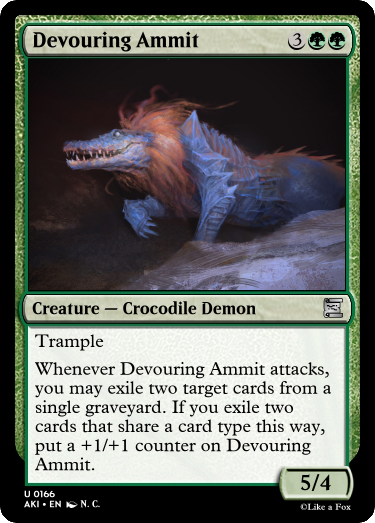 Devouring Ammit 3
Creature — Crocodile Demon
Trample
Whenever Devouring Ammit attacks,
you may exile two target cards from a
single graveyard. If you exile two
cards that share a card type this way,
put a +1/+1 counter on Devouring
Ammit.
5/4
U 0166
AKI • EN N. C.
©Like a Fox